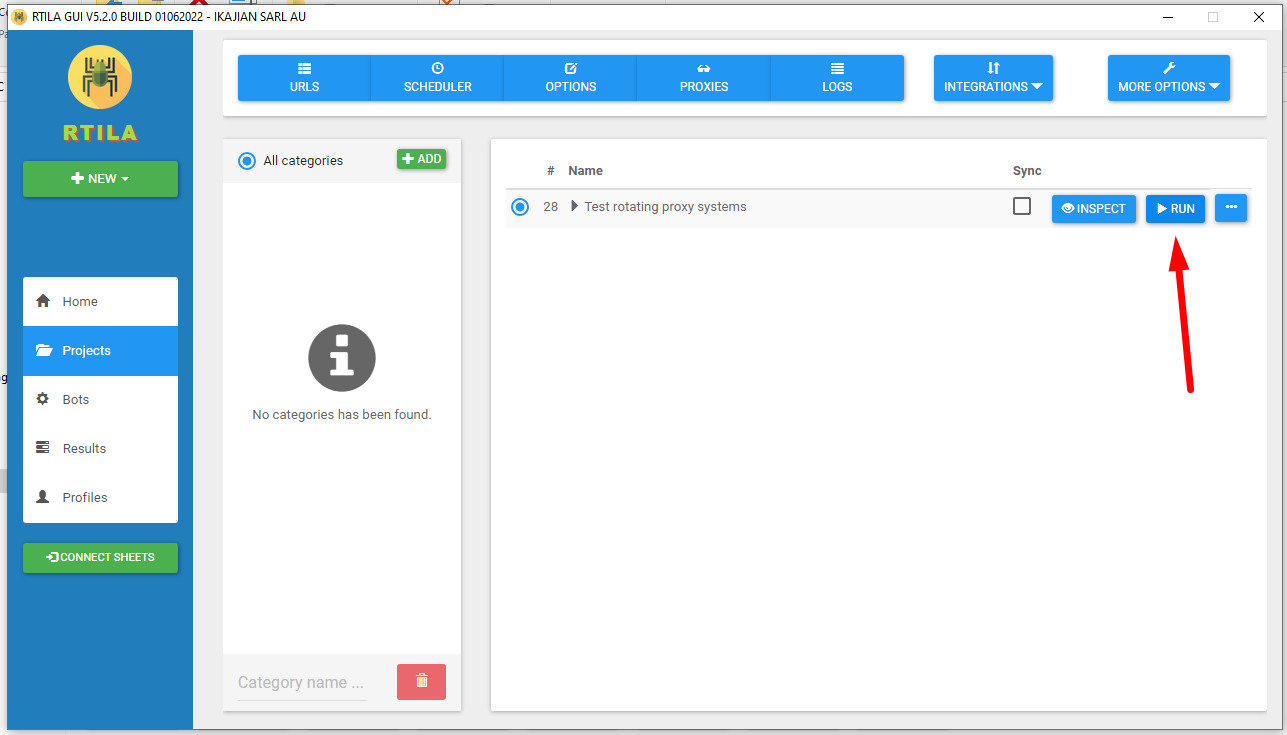 RTILA GUI V5.2.0 BUILD 01062022 - IKAJIAN SARL AU
RTILA
NEW
Home
Projects
Bots
Results
Profiles
CONNECT SHEETS
URLS
SCHEDULER
OPTIONS
PROXIES
LOGS
INTEGRATIONS
MORE OPTIONS
All categories
ADD
No categories has been found.
Category name ...
# Name Sync
28 Test rotating proxy systems INSPECT RUN